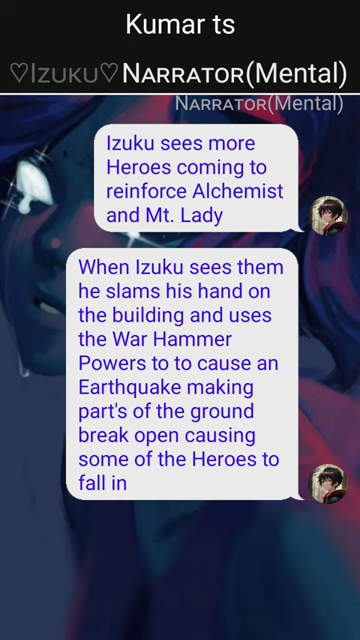 Kumar ts
♡Izuku♡Narrator(Mental)
Narrator(Mental)
Izuku sees more
Heroes coming to
reinforce Alchemist
and Mt. Lady
When Izuku sees them
he slams his hand on
the building and uses
the War Hammer
Powers to to cause an
Earthquake making
part's of the ground
break open causing
some of the Heroes to
fall in